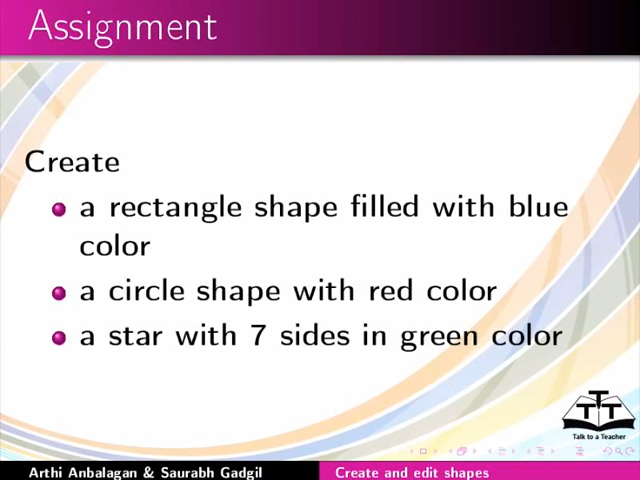 Assignment
Create
a rectangle shape filled with blue
color
a circle shape with red color
a star with 7 sides in green color
TTT
Talk to a Teacher
Arthi Anbalagan & Saurabh Gadgil
Create and edit shapes